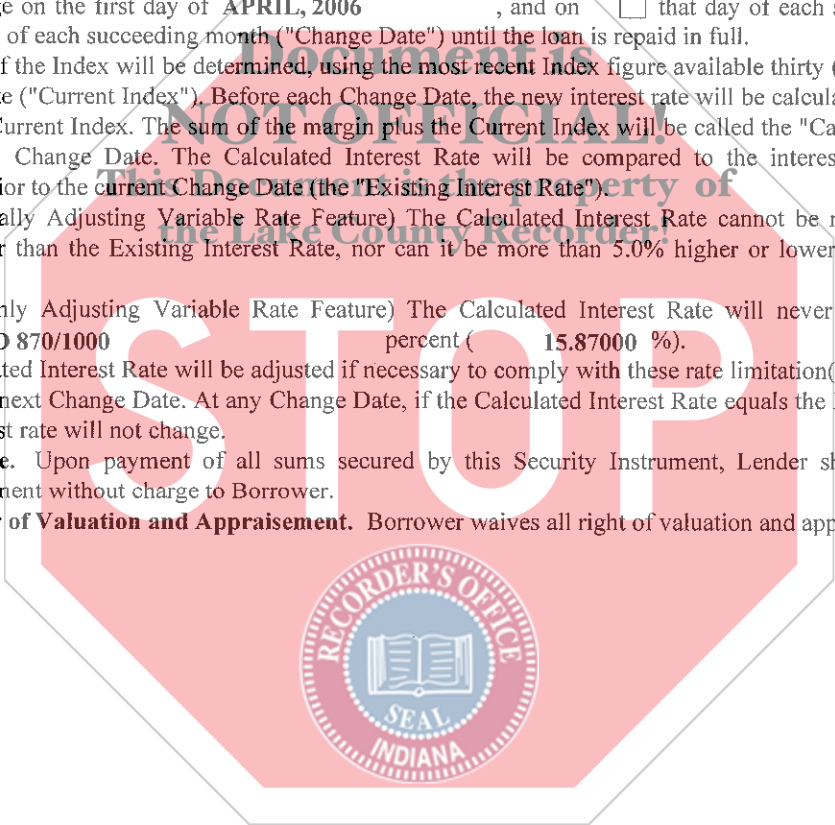 e on the first day of APRIL, 2006 , and on ☐ that day of each s
of each succeeding month ("Change Date") until the loan is repaid in full.
Document is
f the Index will be determined, using the most recent Index figure available thirty (
te ("Current Index"). Before each Change Date, the new interest rate will be calcula
NOT OFFICIAL!
Current Index. The sum of the margin plus the Current Index will be called the "Ca
Change Date. The Calculated Interest Rate will be compared to the interes
This Document is the property of
ior to the current Change Date (the "Existing Interest Rate").
ally Adjusting Variable Rate Feature) The Calculated Interest Rate cannot be m
the Lake County Recorder!
r than the Existing Interest Rate, nor can it be more than 5.0% higher or lower
nly Adjusting Variable Rate Feature) The Calculated Interest Rate will never
D 870/1000 percent ( 15.87000 %).
ted Interest Rate will be adjusted if necessary to comply with these rate limitation(
next Change Date. At any Change Date, if the Calculated Interest Rate equals the
st rate will not change.
STOP
e. Upon payment of all sums secured by this Security Instrument, Lender sh
ment without charge to Borrower.
r of Valuation and Appraisement. Borrower waives all right of valuation and app
RECORDER'S OFFICE
SEAL
INDIANA